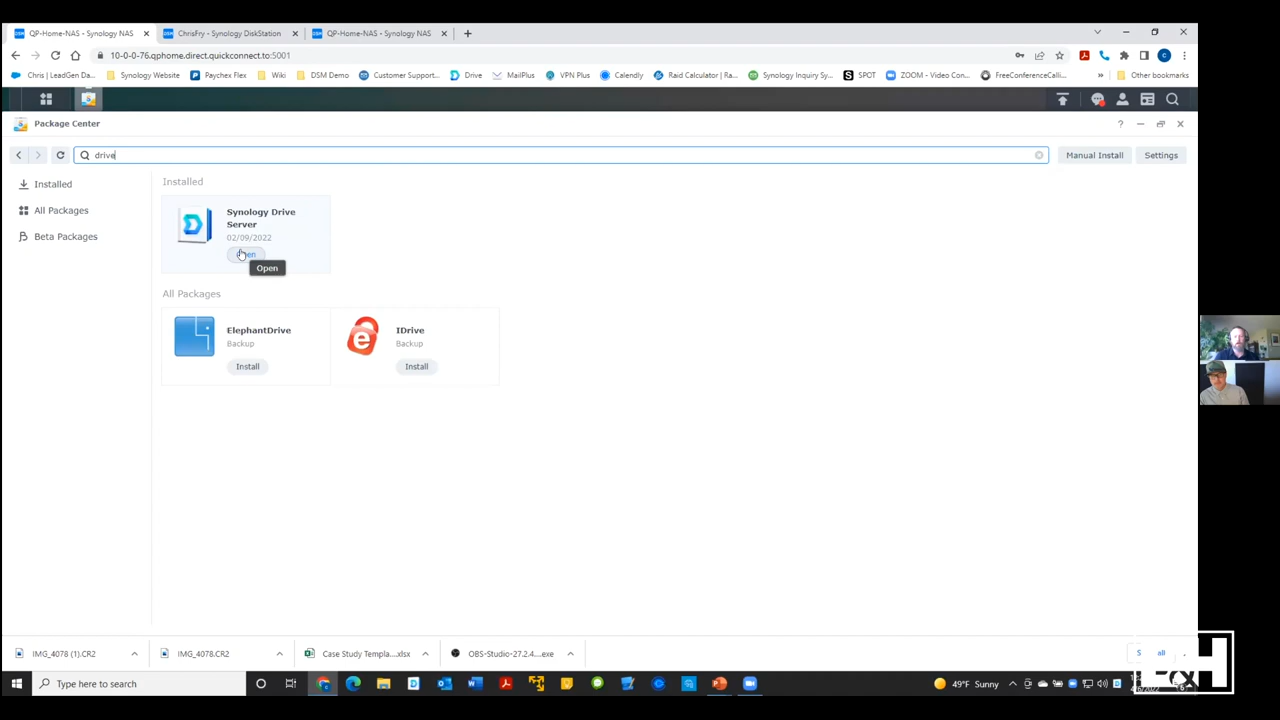 QP-Home-NAS - Synology NAS
ChrisFry - Synology DiskStation
QP-Home-NAS - Synology NAS
10-0-0-76.qphome.direct.quickconnect.to:5001
Chris | LeadGen Da...
Synology Website
Paychex Flex
Wiki
DSM Demo
Customer Support...
Drive
MailPlus
VPN Plus
Calendly
Raid Calculator | Ra...
Synology Inquiry Sy...
SPOT
ZOOM - Video Con...
FreeConferenceCalli...
Other bookmarks
Package Center
drive
Manual Install
Settings
Installed
All Packages
Beta Packages
Installed
Synology Drive
Server
02/09/2022
Open
All Packages
ElephantDrive
Backup
Install
IDrive
Backup
Install
IMG_4078 (1).CR2
IMG_4078.CR2
Case Study Templa....xlsx
OBS-Studio-27.2.4....exe
Type here to search
49°F Sunny
B&H